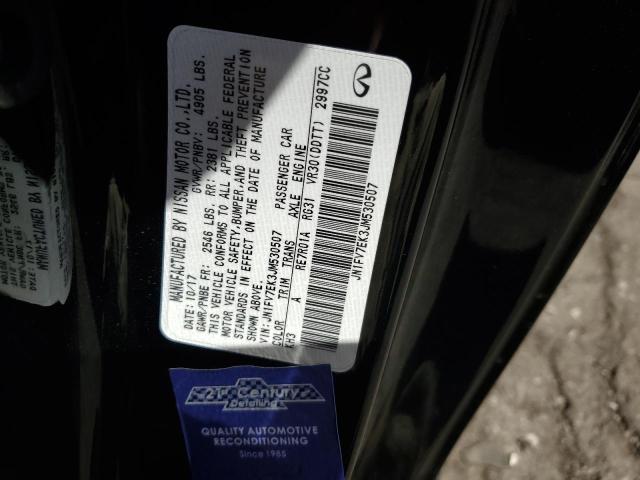 MANUFACTURED BY NISSAN MOTOR CO.,LTD.
DATE: 10/17 GVWR/PNBV: 4905 LBS.
GAWR/PNBE FR: 2546 LBS. RR: 2381 LBS.
THIS VEHICLE CONFORMS TO ALL APPLICABLE FEDERAL
MOTOR VEHICLE SAFETY,BUMPER,AND THEFT PREVENTION
STANDARDS IN EFFECT ON THE DATE OF MANUFACTURE
SHOWN ABOVE.
VIN: JN1FV7EK3JM530507 PASSENGER CAR
COLOR TRIM TRANS AXLE ENGINE
KH3 A RE7R01A RG31 VR30(DDTT) 2997CC
JN1FV7EK3JM530507
21st Century
Detailing
QUALITY AUTOMOTIVE
RECONDITIONING
Since 1985